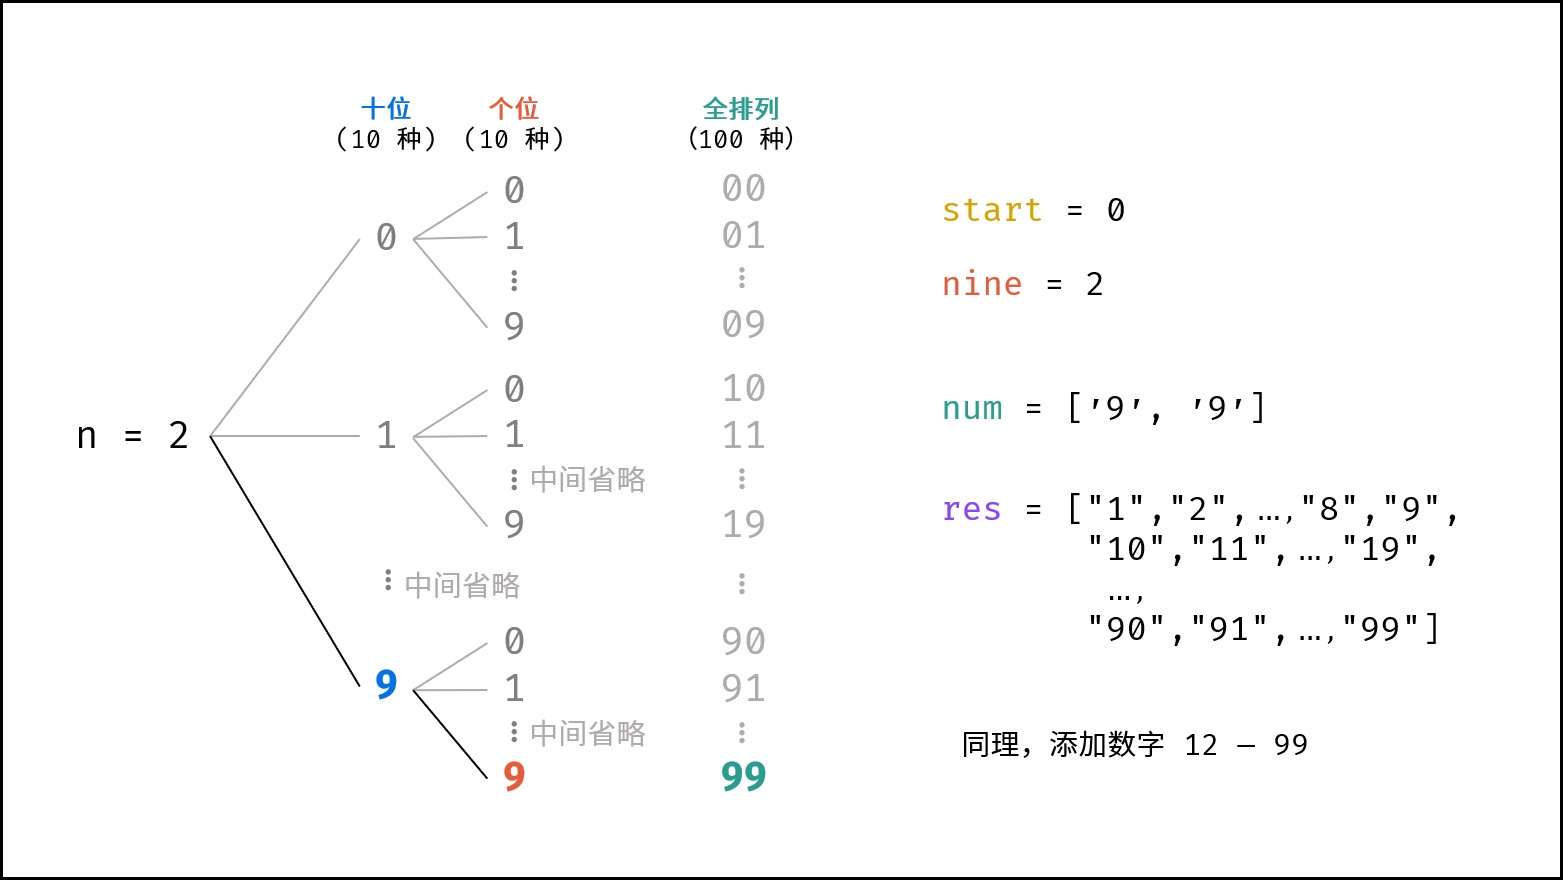 十位 个位 全排列
(10 种) (10 种) (100 种)
0 00
start = 0
0 1 01
⋮ ⋮
nine = 2
9 09
0 10
num = ['9', '9']
n = 2 1 1 11
⋮ 中间省略 ⋮
res = ["1","2",…,"8","9",
9 19
"10","11",…,"19",
⋮ 中间省略 ⋮
…,
"90","91",…,"99"]
0 90
9 1 91
⋮ 中间省略 ⋮
同理，添加数字 12 — 99
9 99